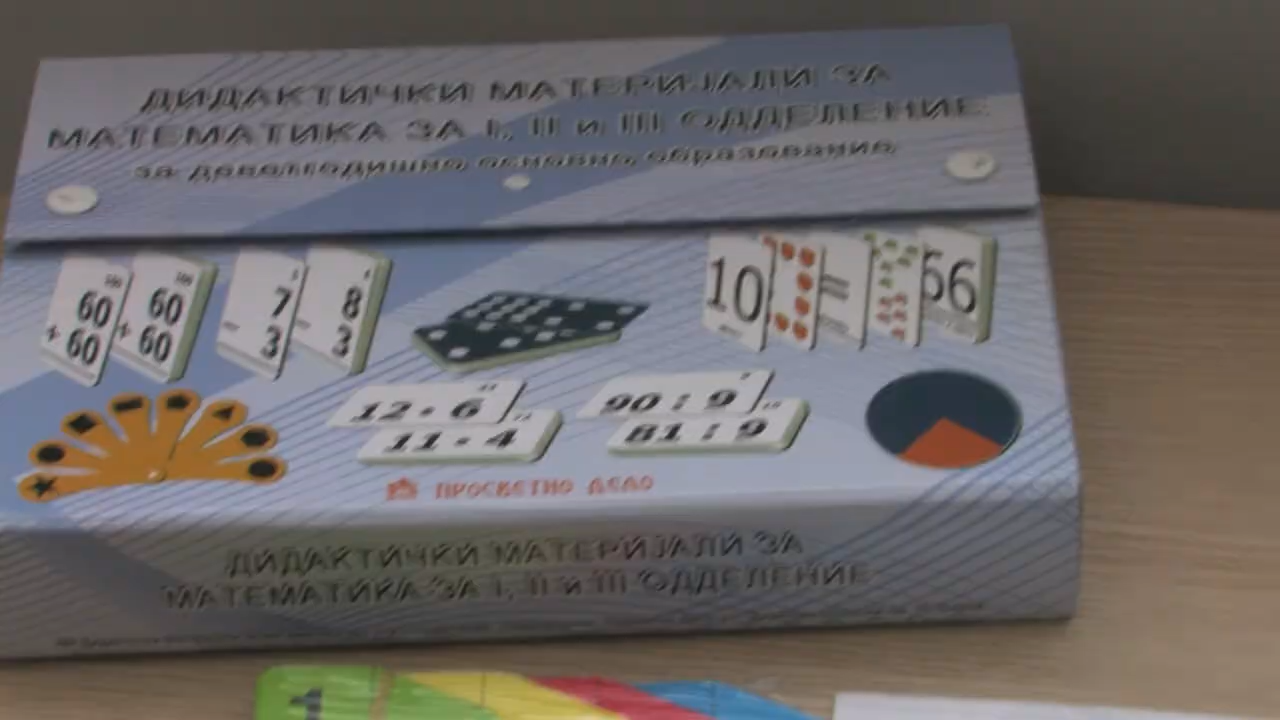 ДИДАКТИЧКИ МАТЕРИЈАЛИ ЗА
МАТЕМАТИКА ЗА I, II и III ОДДЕЛЕНИЕ
за деветгодишно основно образование
60
+ 60
60
+ 60
7
- 3
8
- 3
10
=
66
12 • 6
11 • 4
90 : 9
81 : 9
ПРОСВЕТНО ДЕЛО
ДИДАКТИЧКИ МАТЕРИЈАЛИ ЗА
МАТЕМАТИКА ЗА I, II и III ОДДЕЛЕНИЕ